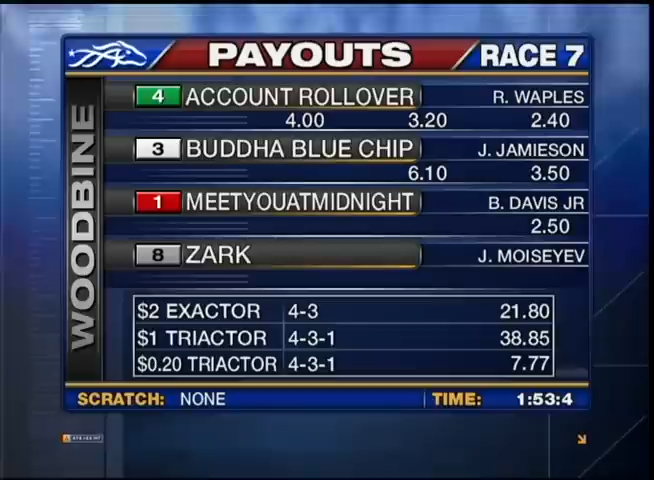 PAYOUTS RACE 7
WOODBINE
4 ACCOUNT ROLLOVER R. WAPLES
4.00 3.20 2.40
3 BUDDHA BLUE CHIP J. JAMIESON
6.10 3.50
1 MEETYOUATMIDNIGHT B. DAVIS JR
2.50
8 ZARK J. MOISEYEV
$2 EXACTOR 4-3 21.80
$1 TRIACTOR 4-3-1 38.85
$0.20 TRIACTOR 4-3-1 7.77
SCRATCH: NONE TIME: 1:53:4